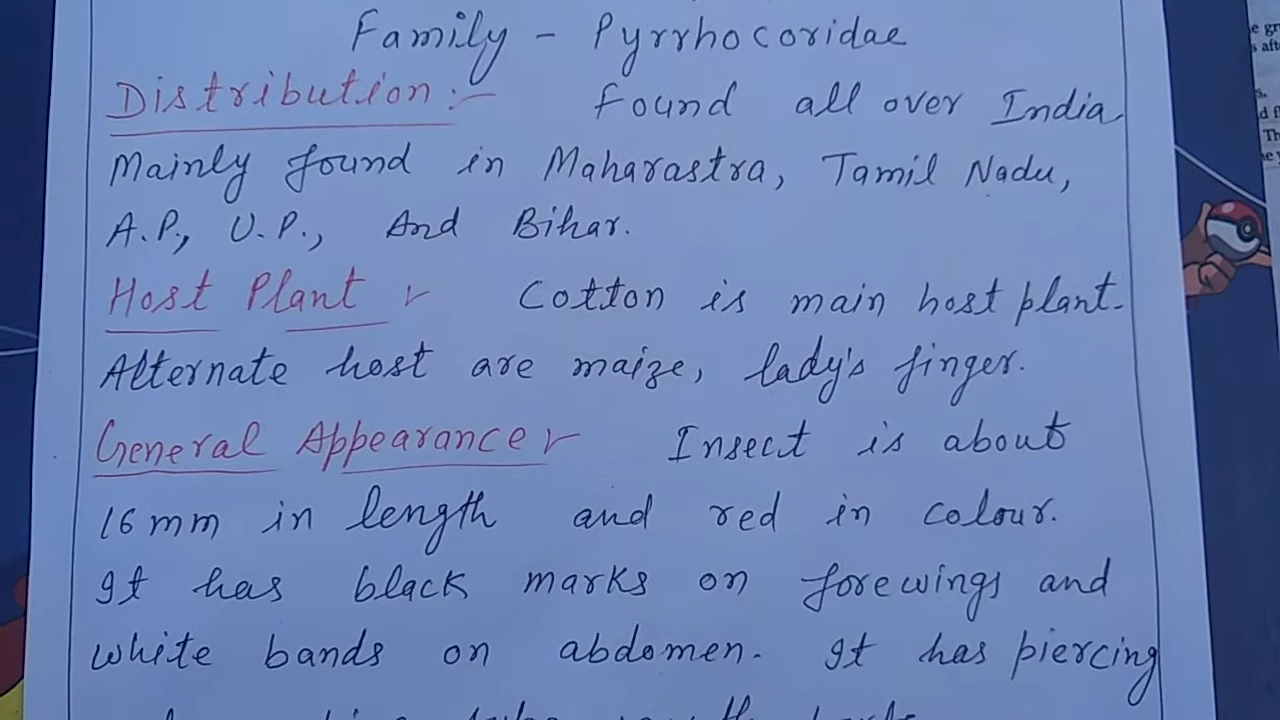 Family - Pyrrhocoridae
Distribution :- Found all over India
Mainly found in Maharastra, Tamil Nadu,
A.P., U.P., And Bihar.
Host Plant :- Cotton is main host plant.
Alternate host are maize, lady's finger.
General Appearance :- Insect is about
16 mm in length and red in colour.
It has black marks on forewings and
white bands on abdomen. It has piercing